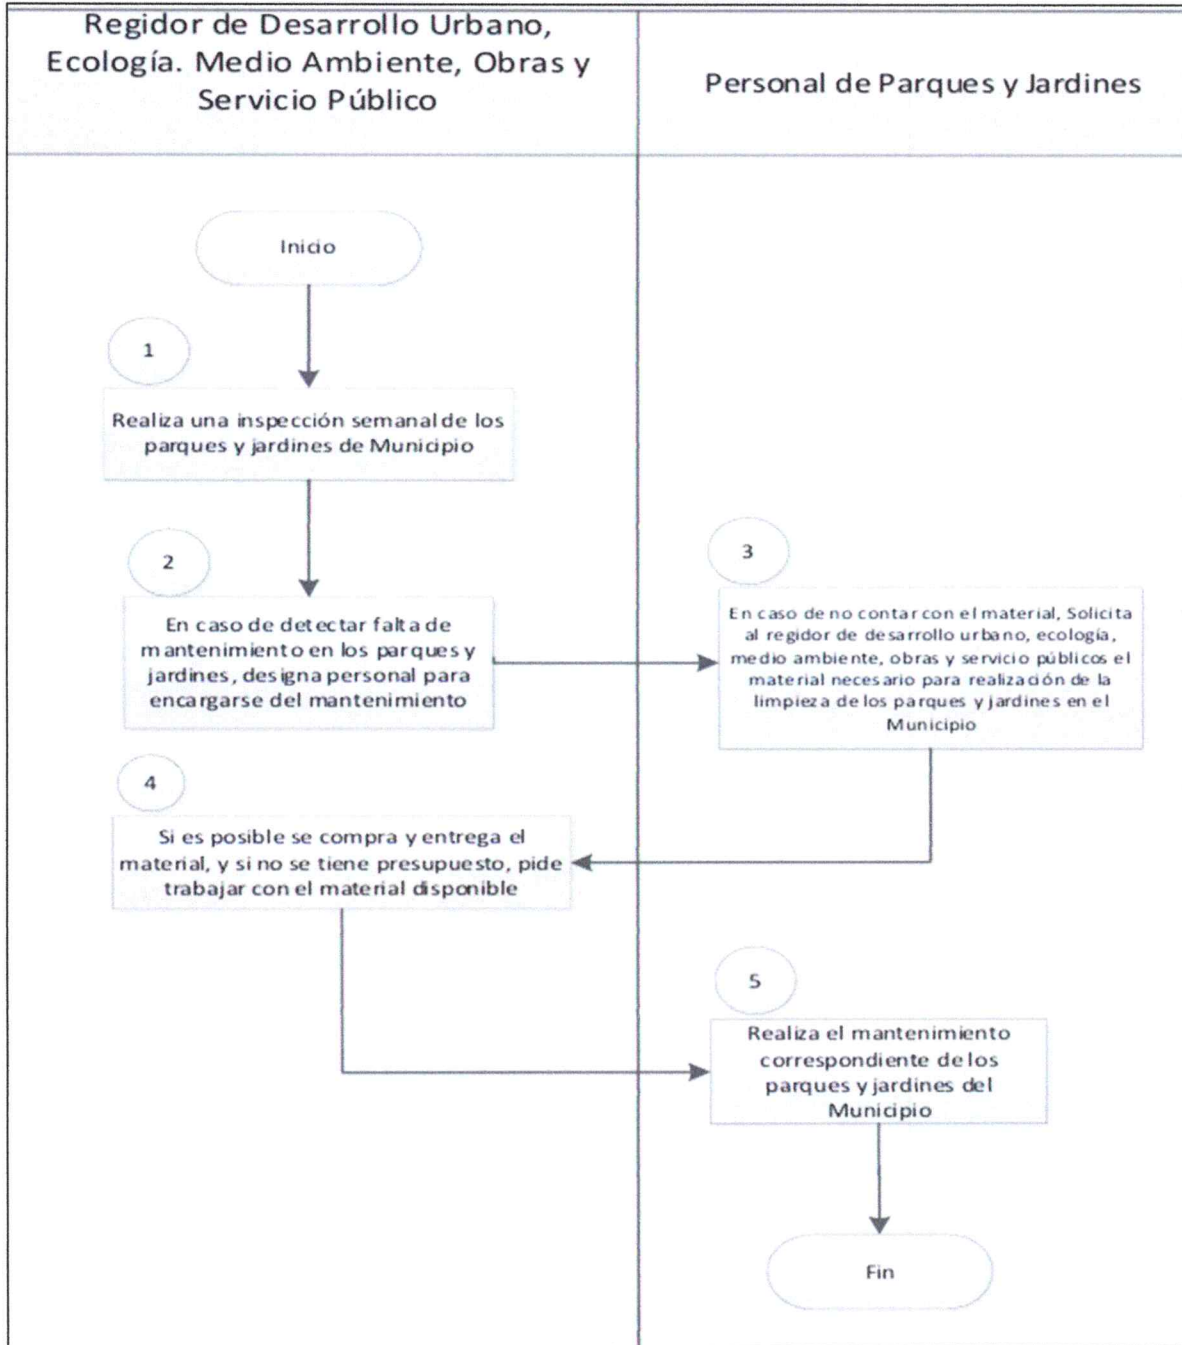 Regidor de Desarrollo Urbano,
Ecología. Medio Ambiente, Obras y
Servicio Público
Personal de Parques y Jardines
Inicio
1
Realiza una inspección semanal de los
parques y jardines de Municipio
2
En caso de detectar falta de
mantenimiento en los parques y
jardines, designa personal para
encargarse del mantenimiento
3
En caso de no contar con el material, Solicita
al regidor de desarrollo urbano, ecología,
medio ambiente, obras y servicio públicos el
material necesario para realización de la
limpieza de los parques y jardines en el
Municipio
4
Si es posible se compra y entrega el
material, y si no se tiene presupuesto, pide
trabajar con el material disponible
5
Realiza el mantenimiento
correspondiente de los
parques y jardines del
Municipio
Fin